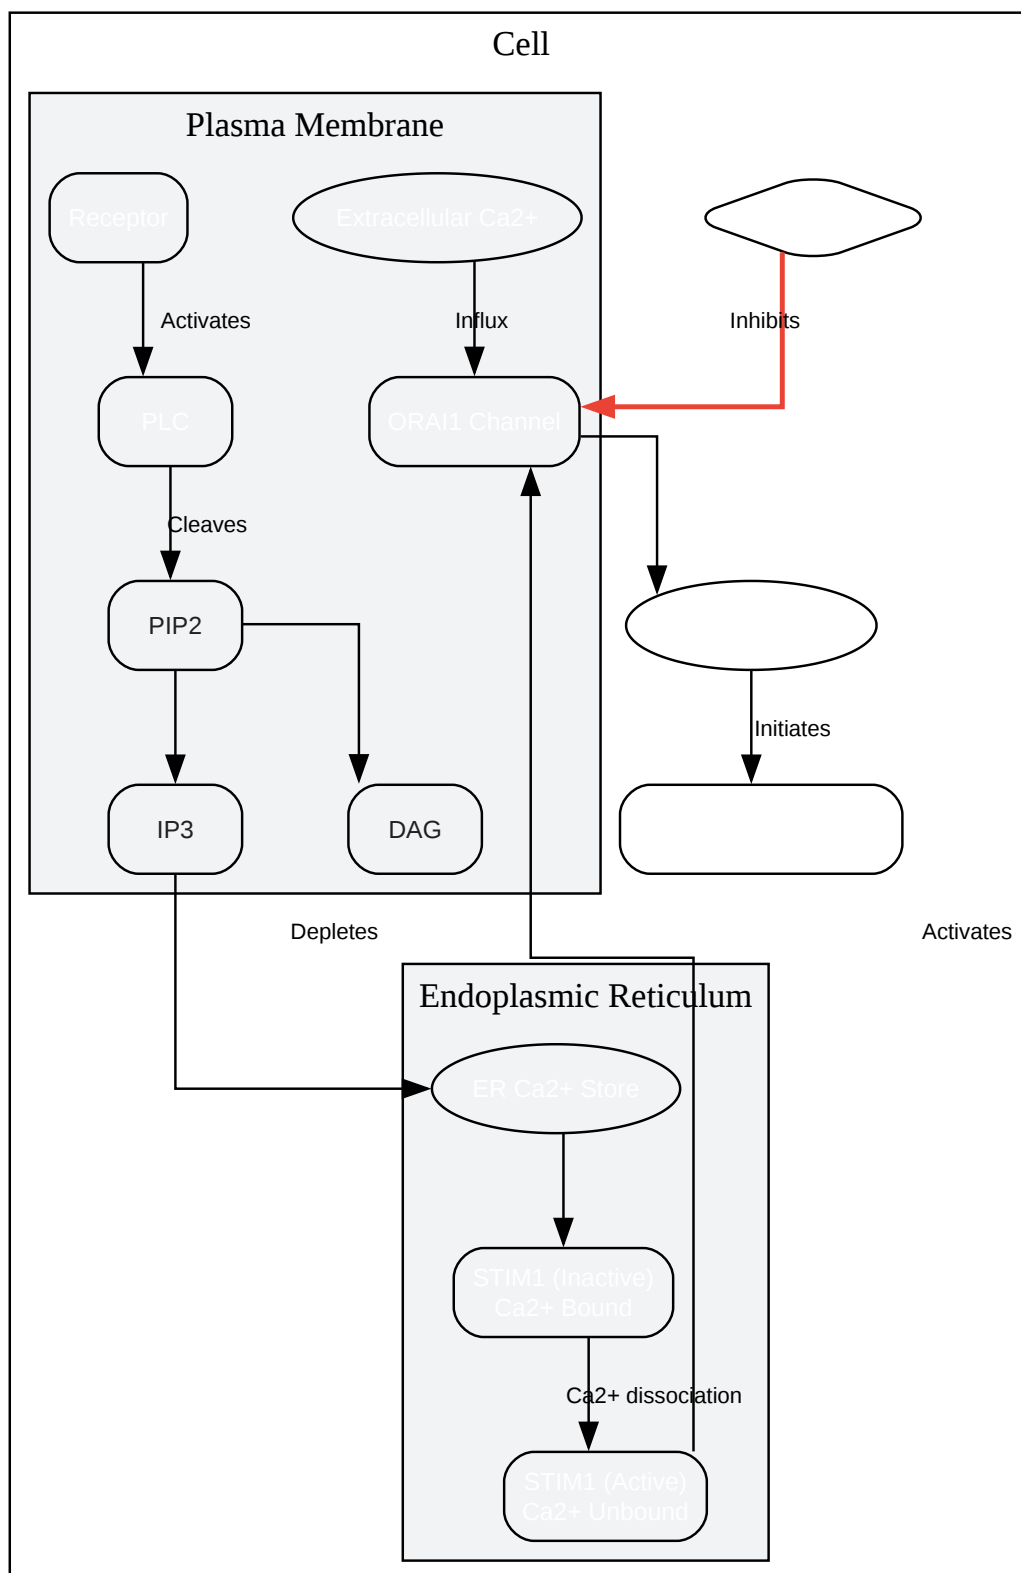 Cell
Plasma Membrane
Receptor
Extracellular Ca2+
Activates
Influx
Inhibits
PLC
ORAI1 Channel
Cleaves
PIP2
Initiates
IP3
DAG
Depletes
Activates
Endoplasmic Reticulum
ER Ca2+ Store
STIM1 (Inactive)
Ca2+ Bound
Ca2+ dissociation
STIM1 (Active)
Ca2+ Unbound